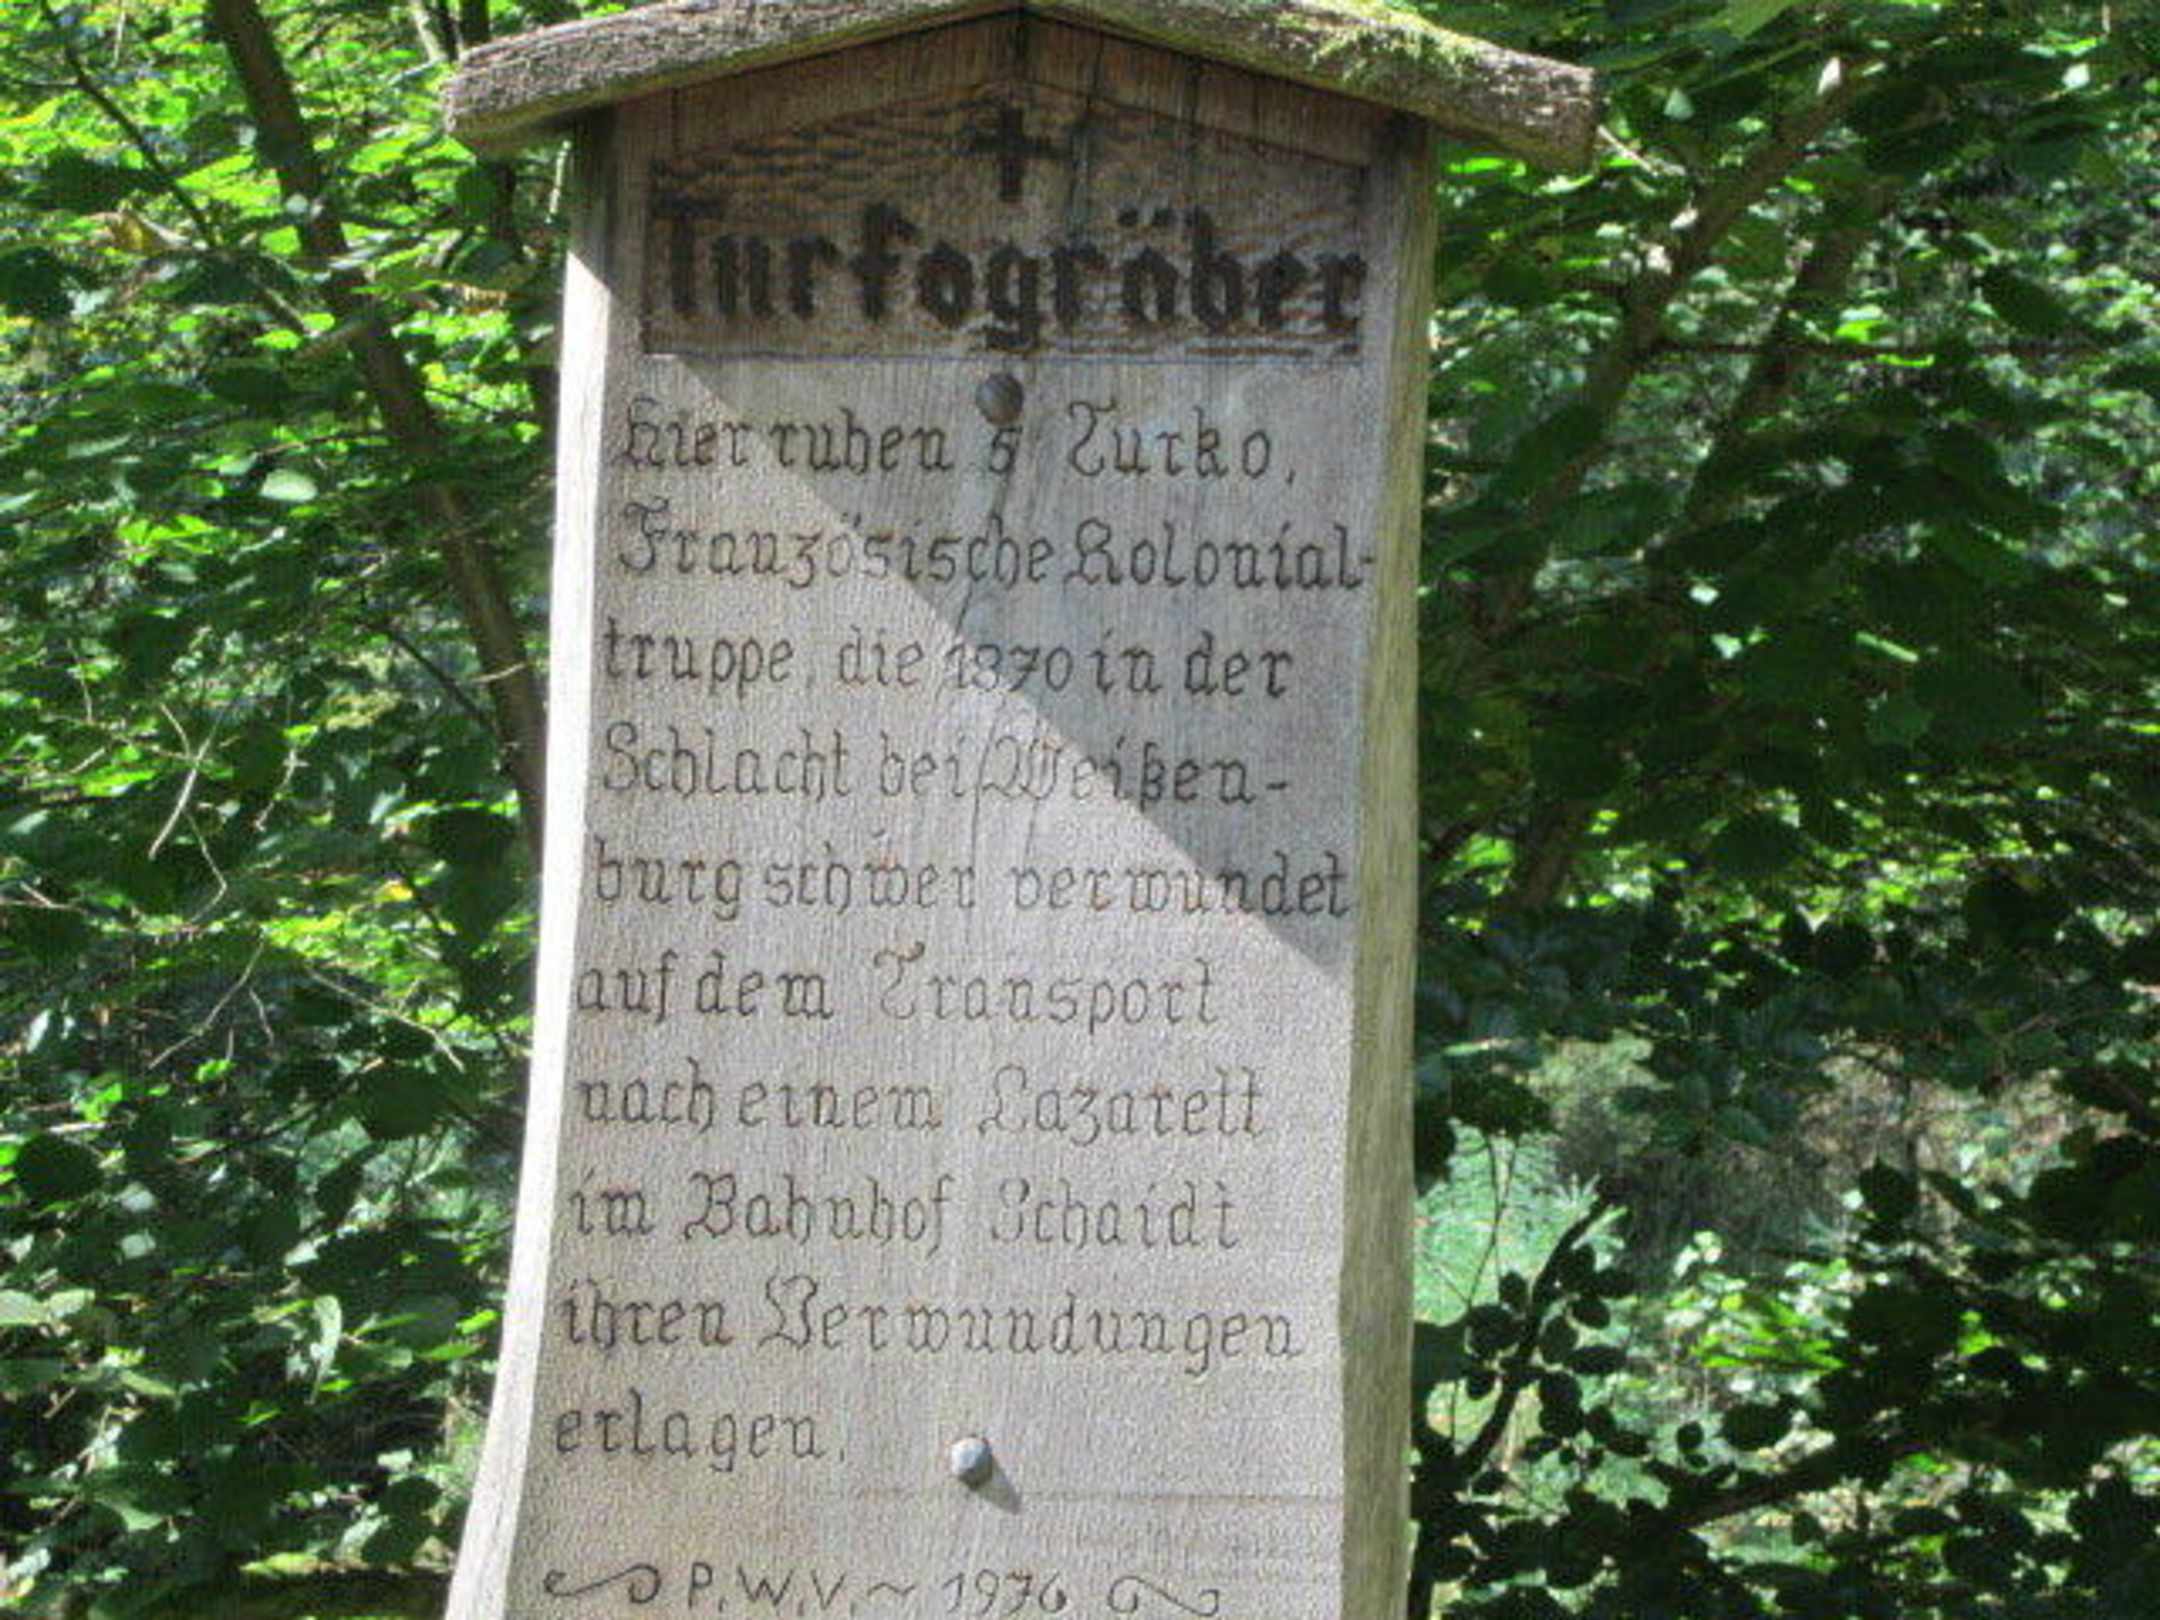 Turkogräber
Hier ruhen 5 Turko,
Französische Kolonial-
truppe, die 1870 in der
Schlacht bei Weißen-
burg schwer verwundet
auf dem Transport
nach einem Lazarett
im Bahnhof Schaidt
ihren Verwundungen
erlagen.
P.W.V. ~ 1976